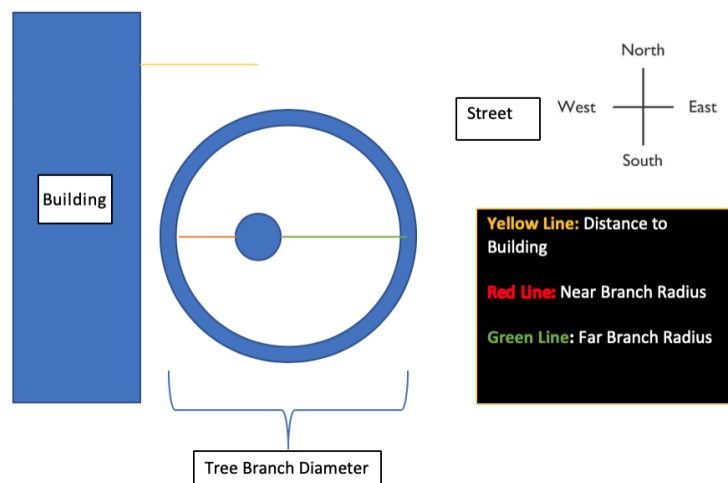 North
Street
West
East
South
Building
Yellow Line: Distance to
Building
Red Line: Near Branch Radius
Green Line: Far Branch Radius
Tree Branch Diameter